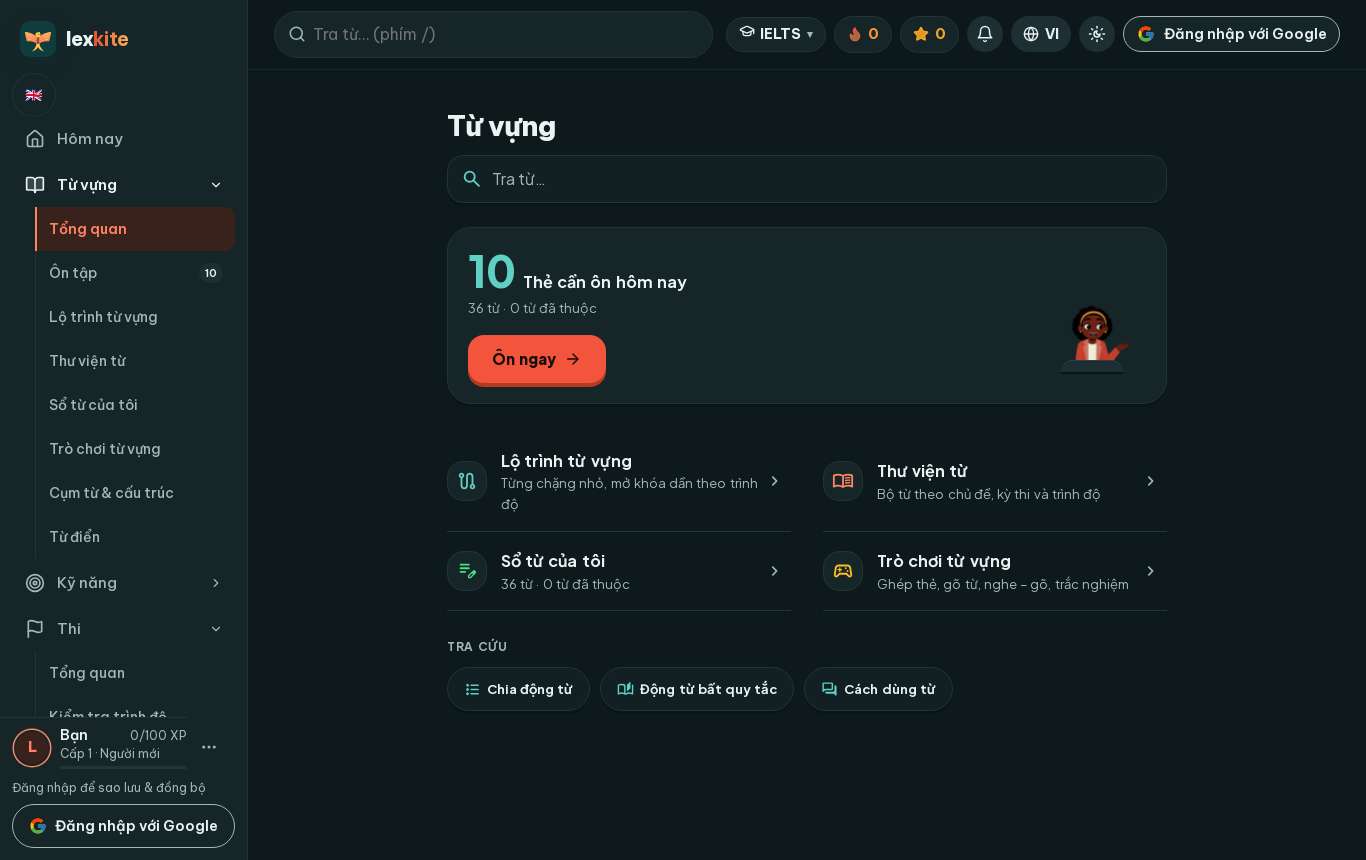 lexkite
Tra từ... (phím /)
IELTS ▾
0
0
VI
Đăng nhập với Google
Hôm nay
Từ vựng
Tổng quan
Ôn tập 10
Lộ trình từ vựng
Thư viện từ
Sổ từ của tôi
Trò chơi từ vựng
Cụm từ & cấu trúc
Từ điển
Kỹ năng
Thi
Tổng quan
Kiểm tra trình độ
L
Bạn 0/100 XP
Cấp 1 · Người mới
Đăng nhập để sao lưu & đồng bộ
Đăng nhập với Google
Từ vựng
Tra từ...
10 Thẻ cần ôn hôm nay
36 từ · 0 từ đã thuộc
Ôn ngay →
Lộ trình từ vựng
Từng chặng nhỏ, mở khóa dần theo trình
độ
Thư viện từ
Bộ từ theo chủ đề, kỳ thi và trình độ
Sổ từ của tôi
36 từ · 0 từ đã thuộc
Trò chơi từ vựng
Ghép thẻ, gõ từ, nghe – gõ, trắc nghiệm
TRA CỨU
Chia động từ
Động từ bất quy tắc
Cách dùng từ